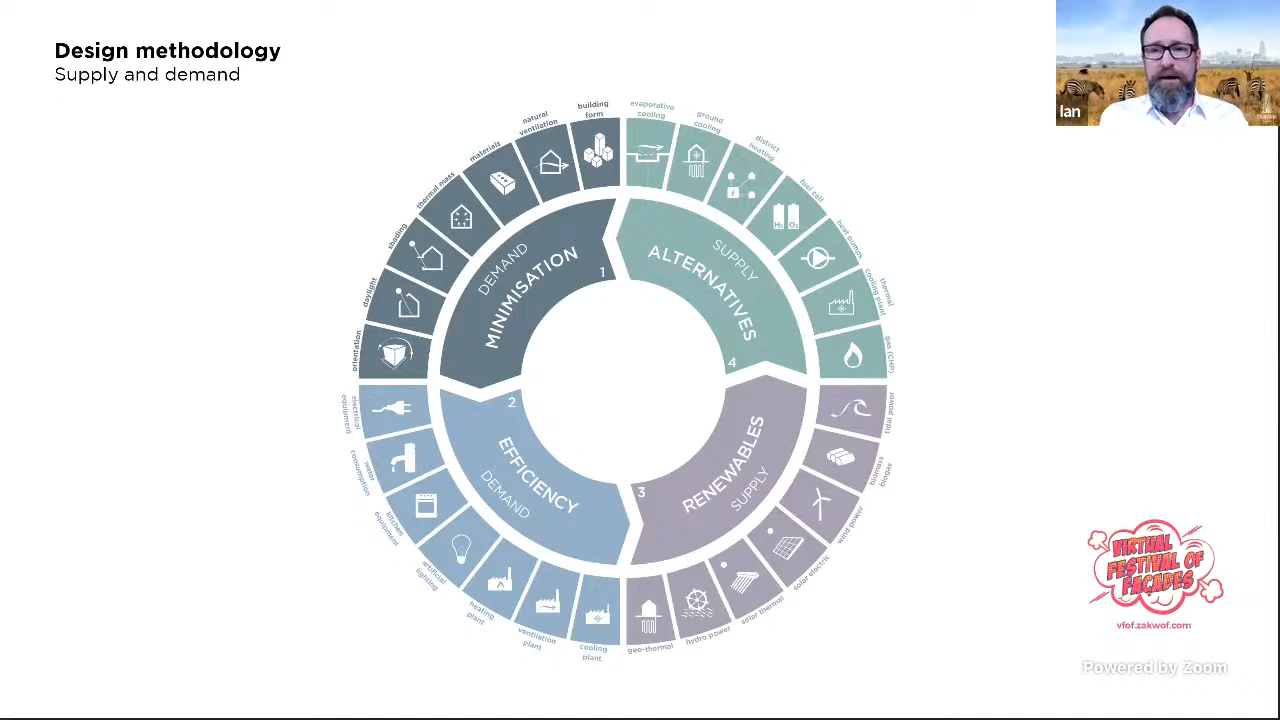 Design methodology
Supply and demand
Ian
building
form
natural
ventilation
materials
thermal mass
shading
daylight
orientation
DEMAND
MINIMISATION
1
evaporative
cooling
ground
cooling
district
heating
fuel cell
H₂ O₂
heat pumps
thermal
cooling plant
gas (CHP)
SUPPLY
ALTERNATIVES
4
electrical
equipment
water
consumption
kitchen
equipment
artificial
lighting
heating
plant
ventilation
plant
cooling
plant
2
EFFICIENCY
DEMAND
tidal power
biomass
biogas
wind power
solar electric
solar thermal
hydro power
geo-thermal
3
RENEWABLES
SUPPLY
VIRTUAL
FESTIVAL OF
FAÇADES
vfof.zakwof.com
Powered by Zoom